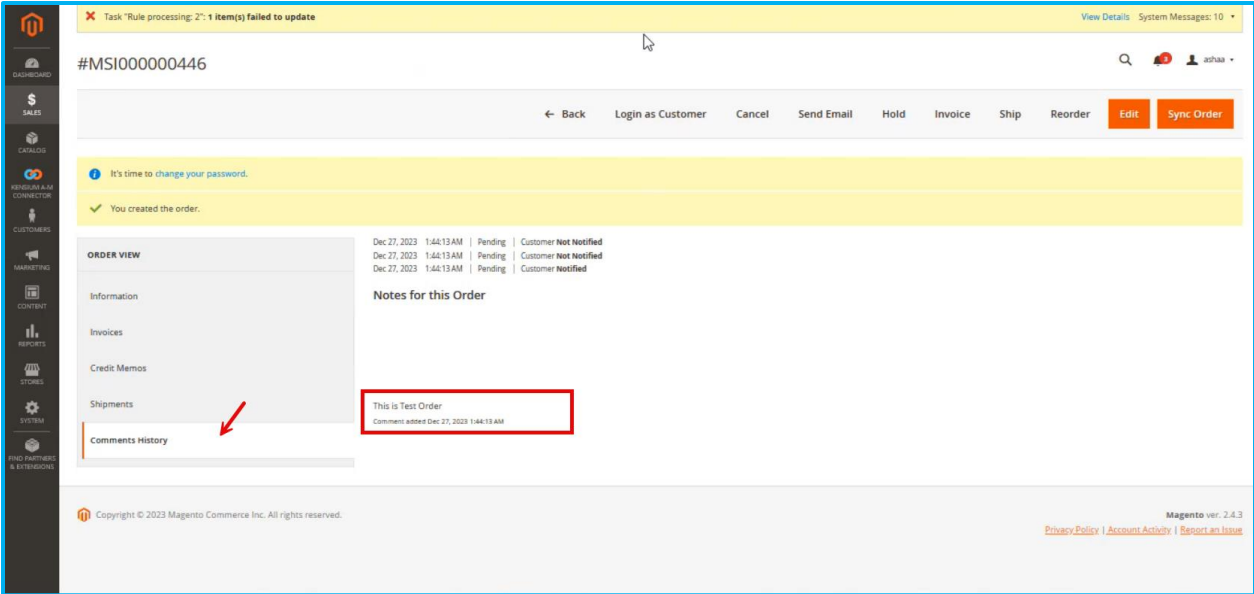 Task "Rule processing: 2": 1 item(s) failed to update
View Details System Messages: 10
#MSI000000446
3
ashaa
DASHBOARD
SALES
CATALOG
KENSIUM A-M
CONNECTOR
CUSTOMERS
MARKETING
CONTENT
REPORTS
STORES
SYSTEM
FIND PARTNERS
& EXTENSIONS
Back Login as Customer Cancel Send Email Hold Invoice Ship Reorder Edit Sync Order
It's time to change your password.
You created the order.
ORDER VIEW
Information
Invoices
Credit Memos
Shipments
Comments History
Dec 27, 2023 1:44:13 AM | Pending | Customer Not Notified
Dec 27, 2023 1:44:13 AM | Pending | Customer Not Notified
Dec 27, 2023 1:44:13 AM | Pending | Customer Notified
Notes for this Order
This is Test Order
Comment added Dec 27, 2023 1:44:13 AM
Copyright © 2023 Magento Commerce Inc. All rights reserved.
Magento ver. 2.4.3
Privacy Policy | Account Activity | Report an Issue